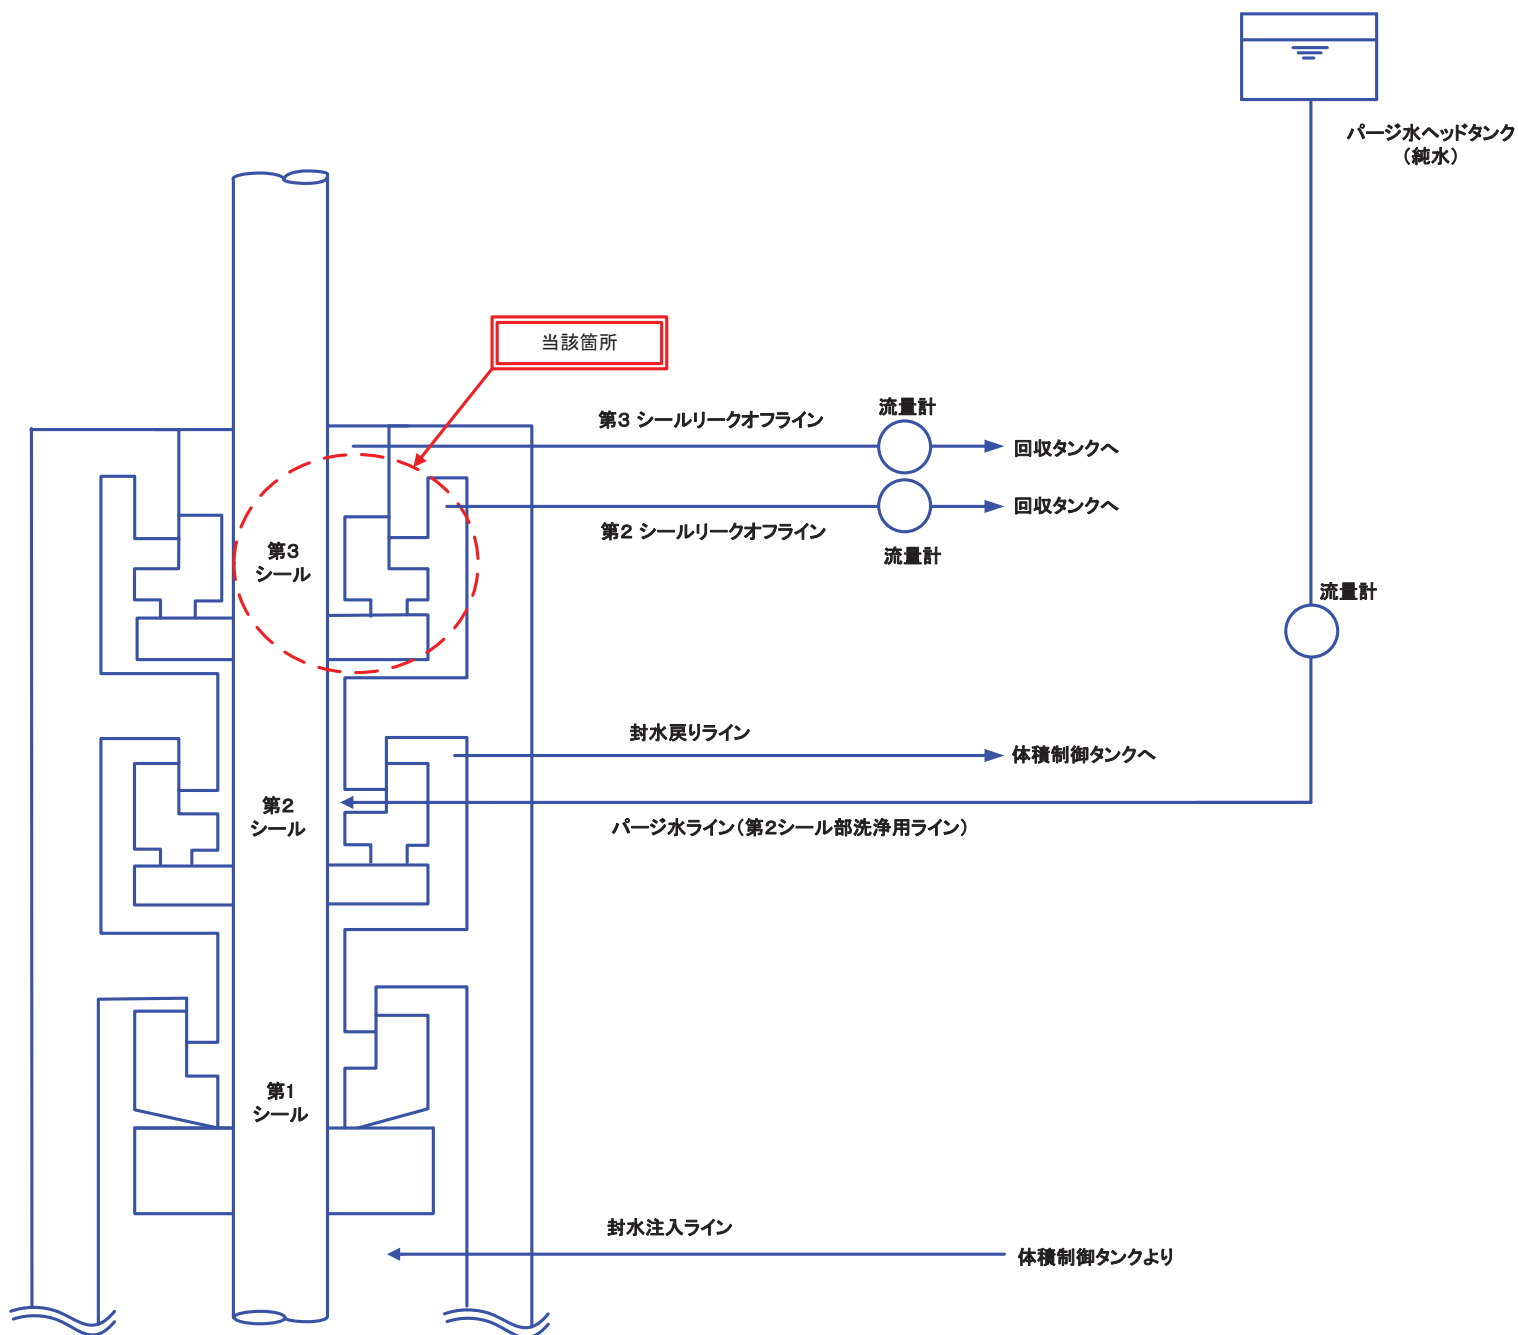 パージ水ヘッドタンク
（純水）
当該箇所
第3 シールリークオフライン
流量計
回収タンクへ
回収タンクへ
第2 シールリークオフライン
流量計
第3
シール
流量計
封水戻りライン
体積制御タンクへ
第2
シール
パージ水ライン（第2シール部洗浄用ライン）
第1
シール
封水注入ライン
体積制御タンクより